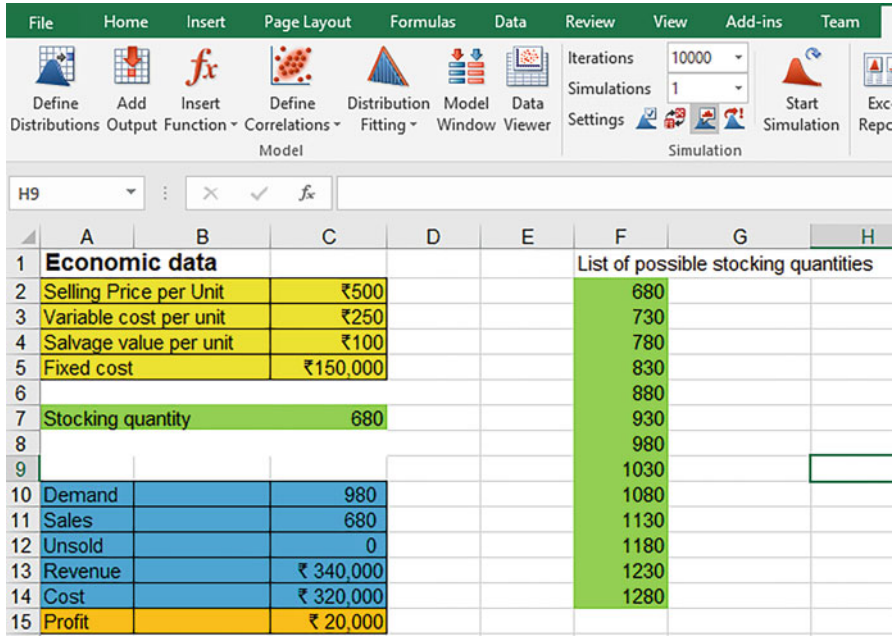 File Home Insert Page Layout Formulas Data Review View Add-ins Team
Iterations 10000
Simulations 1
Settings
Define Distributions
Add Output
Insert Function
Define Correlations
Distribution Fitting
Model Window
Data Viewer
Start Simulation
Model
Simulation
H9 fx
A B C D E F G H
1 Economic data List of possible stocking quantities
2 Selling Price per Unit ₹500 680
3 Variable cost per unit ₹250 730
4 Salvage value per unit ₹100 780
5 Fixed cost ₹150,000 830
6 880
7 Stocking quantity 680 930
8 980
9 1030
10 Demand 980 1080
11 Sales 680 1130
12 Unsold 0 1180
13 Revenue ₹ 340,000 1230
14 Cost ₹ 320,000 1280
15 Profit ₹ 20,000